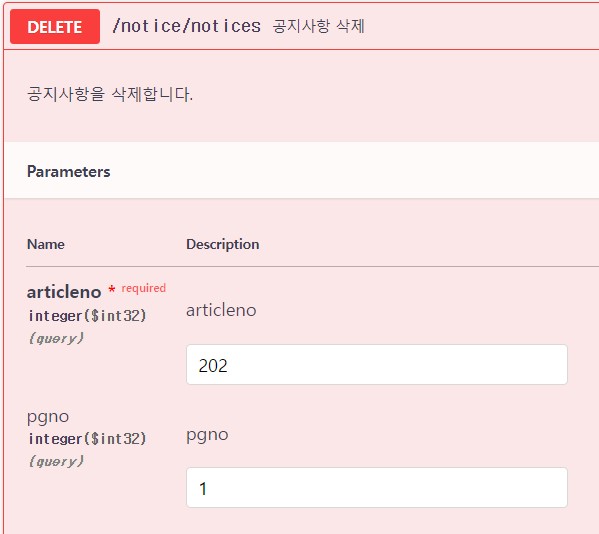 DELETE /notice/notices 공지사항 삭제
공지사항을 삭제합니다.
Parameters
Name Description
articleno * required
integer($int32)
(query)
articleno
202
pgno
integer($int32)
(query)
pgno
1